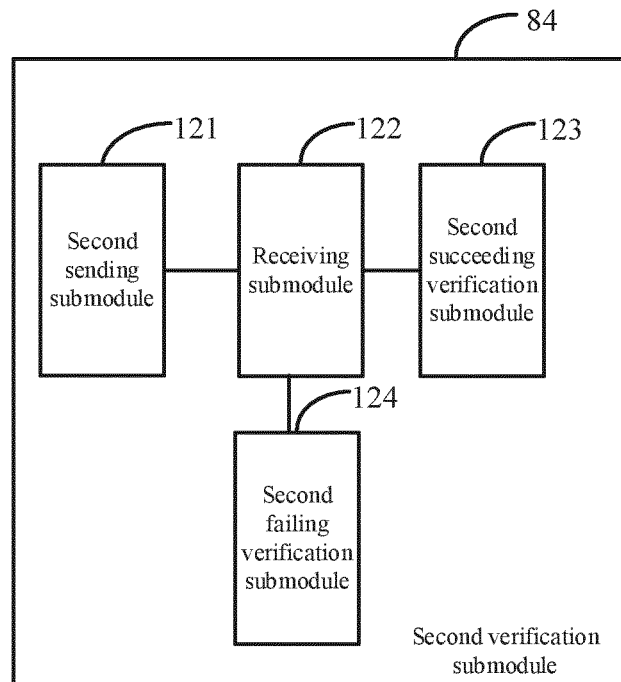 84
121
122
123
Second
sending
submodule
Receiving
submodule
Second
succeeding
verification
submodule
124
Second
failing
verification
submodule
Second verification
submodule